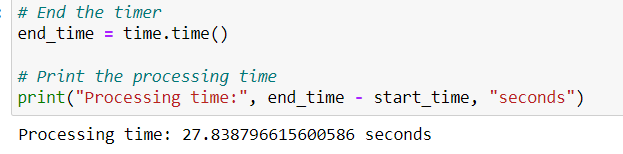 # End the timer
end_time = time.time()
# Print the processing time
print("Processing time:", end_time - start_time, "seconds")
Processing time: 27.838796615600586 seconds